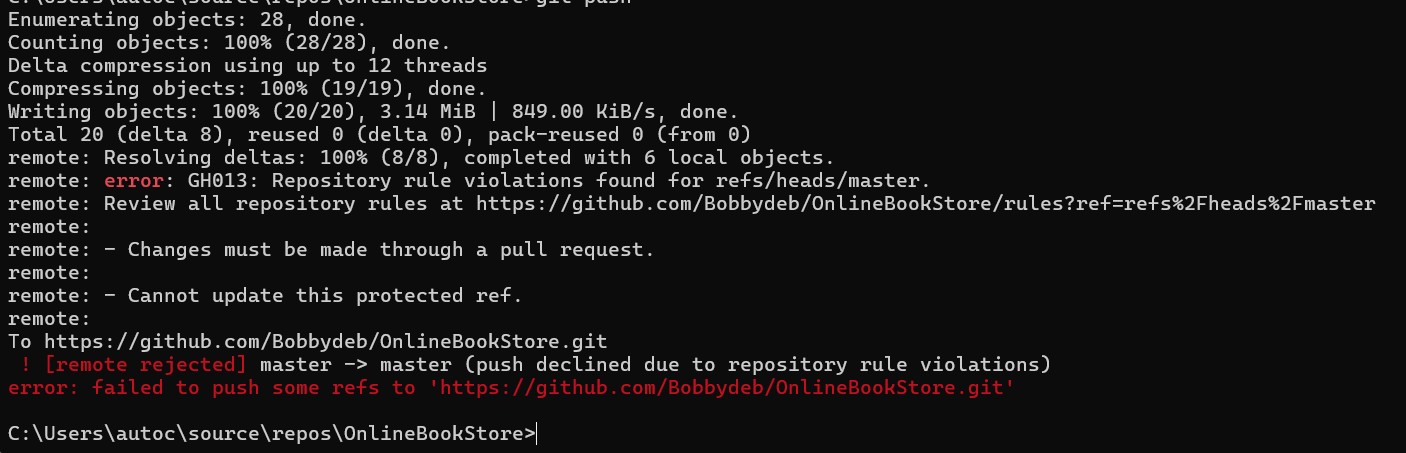 C:\Users\autoc\source\repos\OnlineBookStore>git push
Enumerating objects: 28, done.
Counting objects: 100% (28/28), done.
Delta compression using up to 12 threads
Compressing objects: 100% (19/19), done.
Writing objects: 100% (20/20), 3.14 MiB | 849.00 KiB/s, done.
Total 20 (delta 8), reused 0 (delta 0), pack-reused 0 (from 0)
remote: Resolving deltas: 100% (8/8), completed with 6 local objects.
remote: error: GH013: Repository rule violations found for refs/heads/master.
remote: Review all repository rules at https://github.com/Bobbydeb/OnlineBookStore/rules?ref=refs%2Fheads%2Fmaster
remote:
remote: - Changes must be made through a pull request.
remote:
remote: - Cannot update this protected ref.
remote:
To https://github.com/Bobbydeb/OnlineBookStore.git
 ! [remote rejected] master -> master (push declined due to repository rule violations)
error: failed to push some refs to 'https://github.com/Bobbydeb/OnlineBookStore.git'
C:\Users\autoc\source\repos\OnlineBookStore>